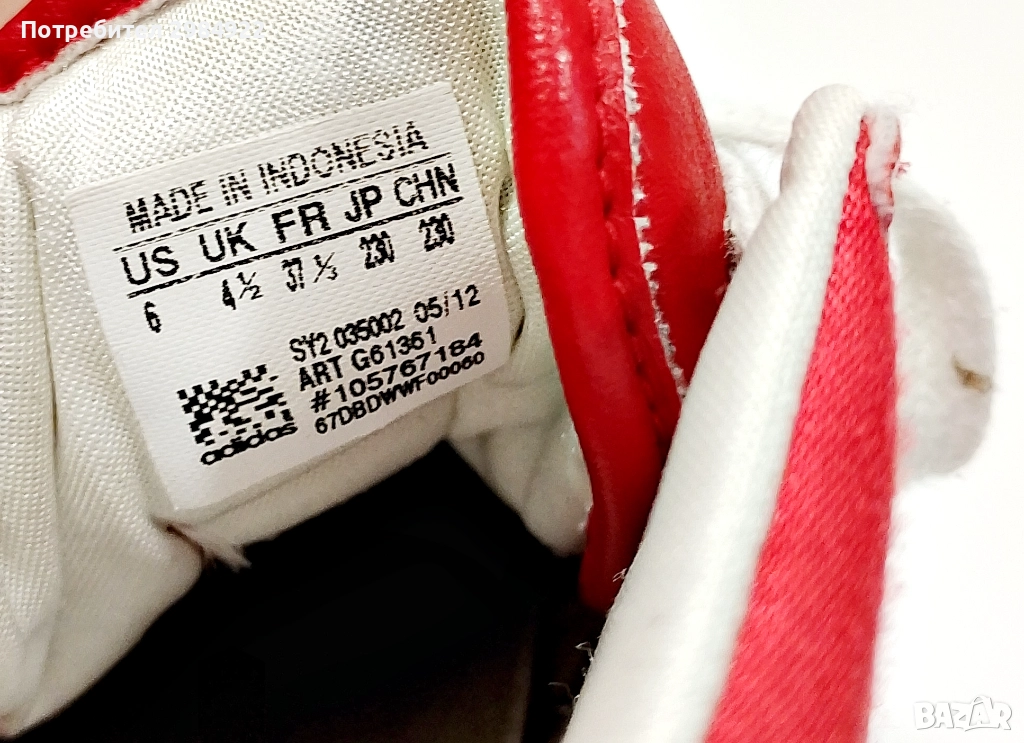 MADE IN INDONESIA
US UK FR JP CHN
6 4½ 37⅓ 230 230
SY2 035002 05/12
ART G61361
#105767184
67DBDWWF00060
adidas
BAZAR